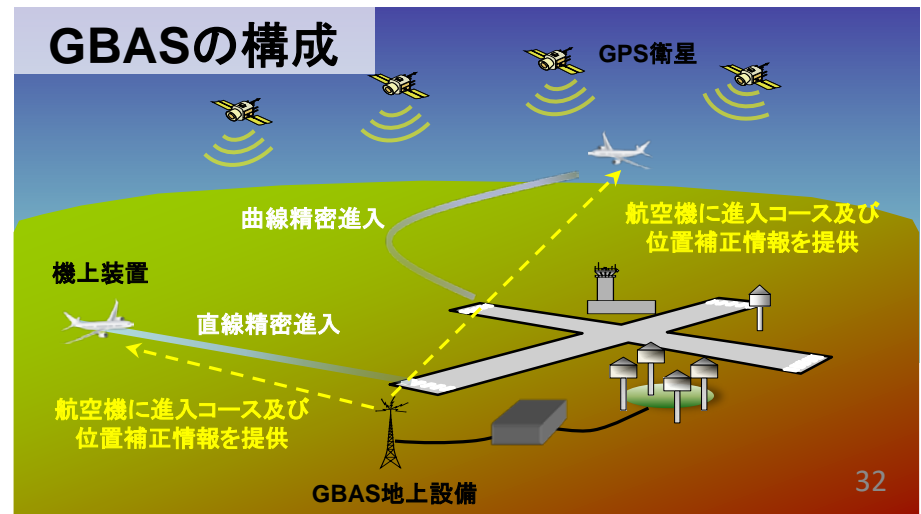 GBASの構成
GPS衛星
曲線精密進入
航空機に進入コース及び
位置補正情報を提供
機上装置
直線精密進入
航空機に進入コース及び
位置補正情報を提供
GBAS地上設備
32